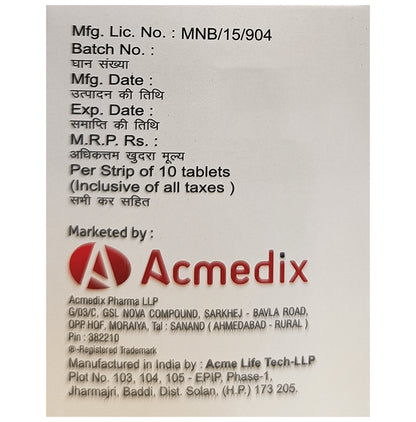 Mfg. Lic. No. : MNB/15/904
Batch No. :
घान संख्या
Mfg. Date :
उत्पादन की तिथि
Exp. Date :
समाप्ति की तिथि
M.R.P. Rs. :
अधिकत्तम खुदरा मूल्य
Per Strip of 10 tablets
(Inclusive of all taxes )
सभी कर सहित
Marketed by :
Acmedix
Acmedix Pharma LLP
G/03/C, GSL NOVA COMPOUND, SARKHEJ - BAVLA ROAD,
OPP HOF, MORAIYA, Tal : SANAND ( AHMEDABAD - RURAL )
Pin : 382210
®-Registered Trademark
Manufactured in India by : Acme Life Tech-LLP
Plot No. 103, 104, 105 - EPIP, Phase-1,
Jharmajri, Baddi, Dist. Solan, (H.P.) 173 205.